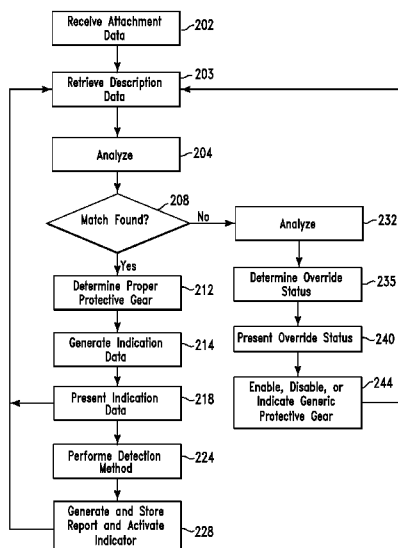 Receive Attachment
Data
202
Retrieve Description
Data
203
Analyze
204
Match Found?
208
No
Yes
Analyze
232
Determine Proper
Protective Gear
212
Determine Override
Status
235
Generate Indication
Data
214
Present Override Status
240
Present Indication
Data
218
Enable, Disable, or
Indicate Generic
Protective Gear
244
Performe Detection
Method
224
Generate and Store
Report and Activate
Indicator
228